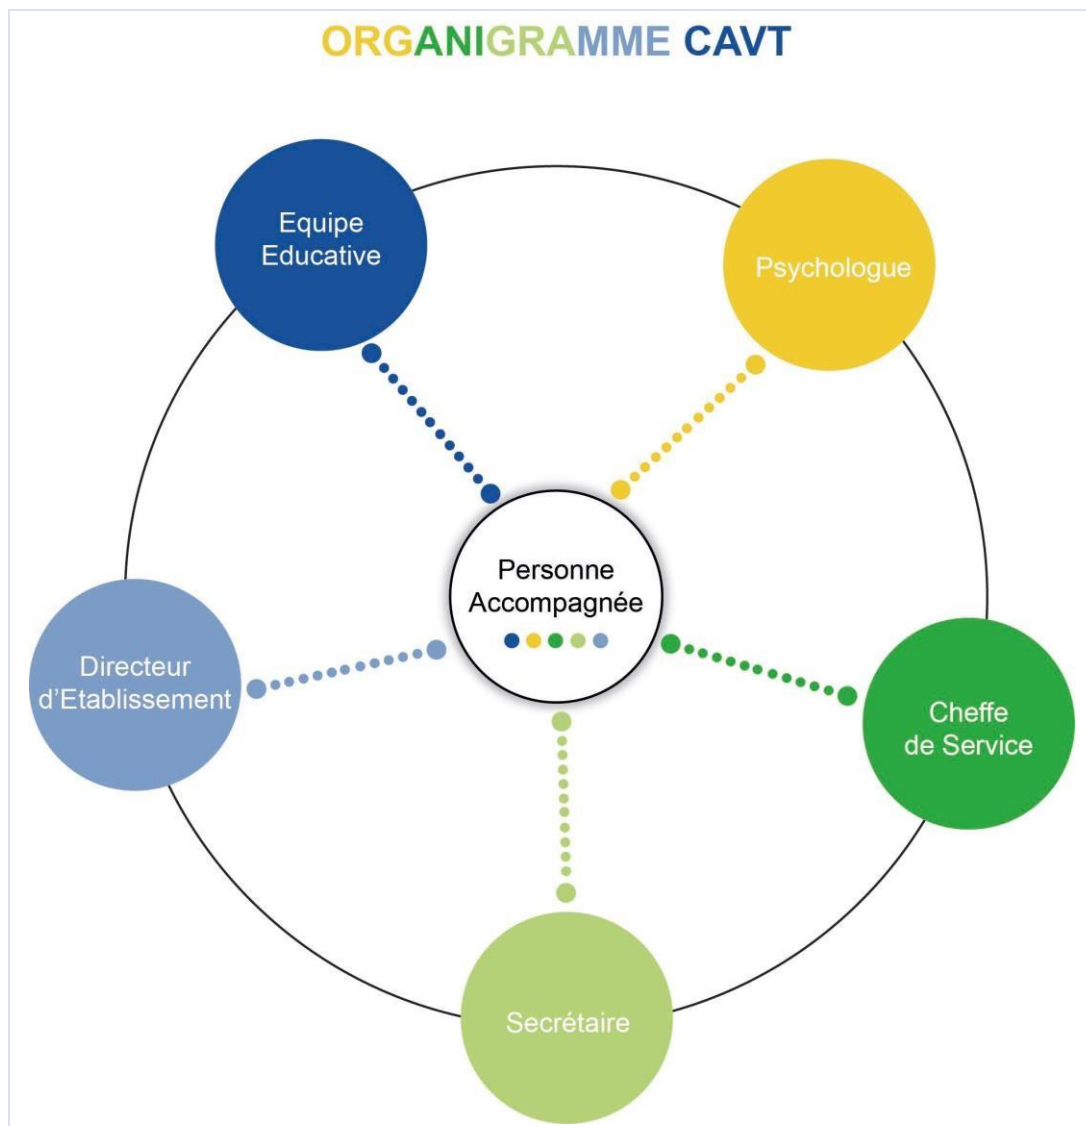 ORGANIGRAMME CAVT
Equipe
Educative
Psychologue
Personne
Accompagnée
Directeur
d'Etablissement
Cheffe
de Service
Secrétaire